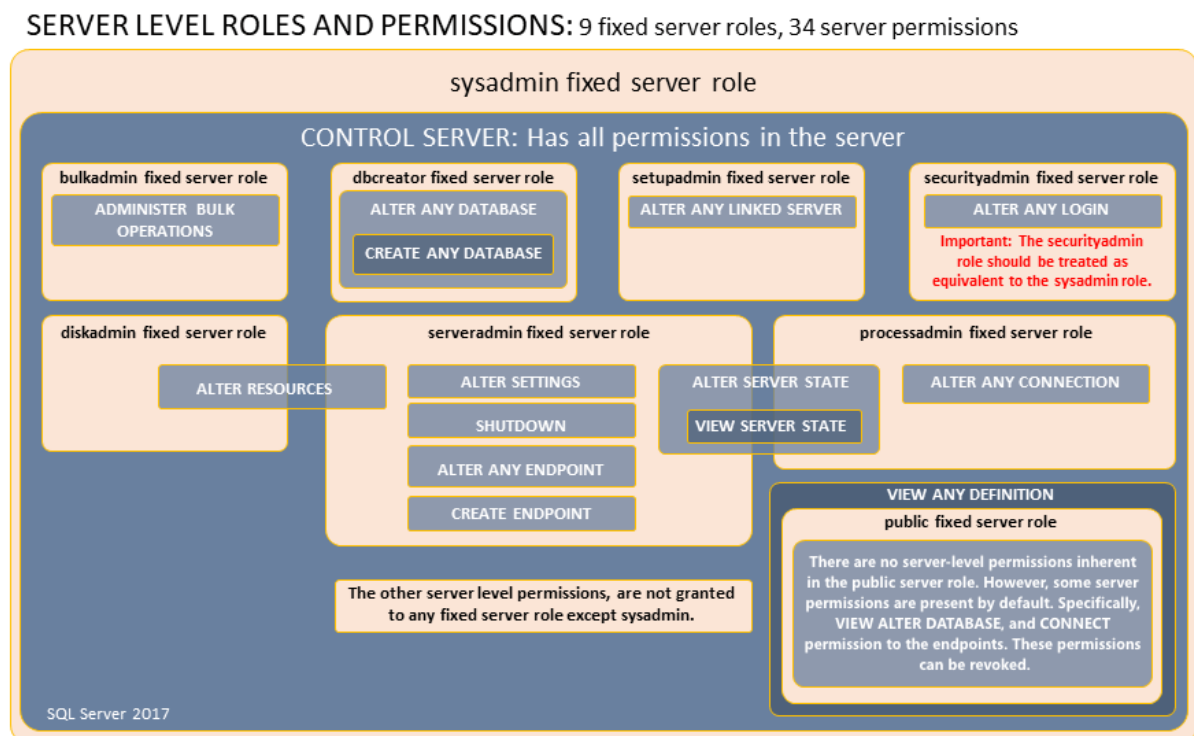 SERVER LEVEL ROLES AND PERMISSIONS: 9 fixed server roles, 34 server permissions
sysadmin fixed server role
CONTROL SERVER: Has all permissions in the server
bulkadmin fixed server role
ADMINISTER BULK
OPERATIONS
dbcreator fixed server role
ALTER ANY DATABASE
CREATE ANY DATABASE
setupadmin fixed server role
ALTER ANY LINKED SERVER
securityadmin fixed server role
ALTER ANY LOGIN
Important: The securityadmin
role should be treated as
equivalent to the sysadmin role.
diskadmin fixed server role
ALTER RESOURCES
serveradmin fixed server role
ALTER SETTINGS
SHUTDOWN
ALTER ANY ENDPOINT
CREATE ENDPOINT
ALTER SERVER STATE
VIEW SERVER STATE
processadmin fixed server role
ALTER ANY CONNECTION
VIEW ANY DEFINITION
public fixed server role
There are no server-level permissions inherent
in the public server role. However, some server
permissions are present by default. Specifically,
VIEW ALTER DATABASE, and CONNECT
permission to the endpoints. These permissions
can be revoked.
The other server level permissions, are not granted
to any fixed server role except sysadmin.
SQL Server 2017